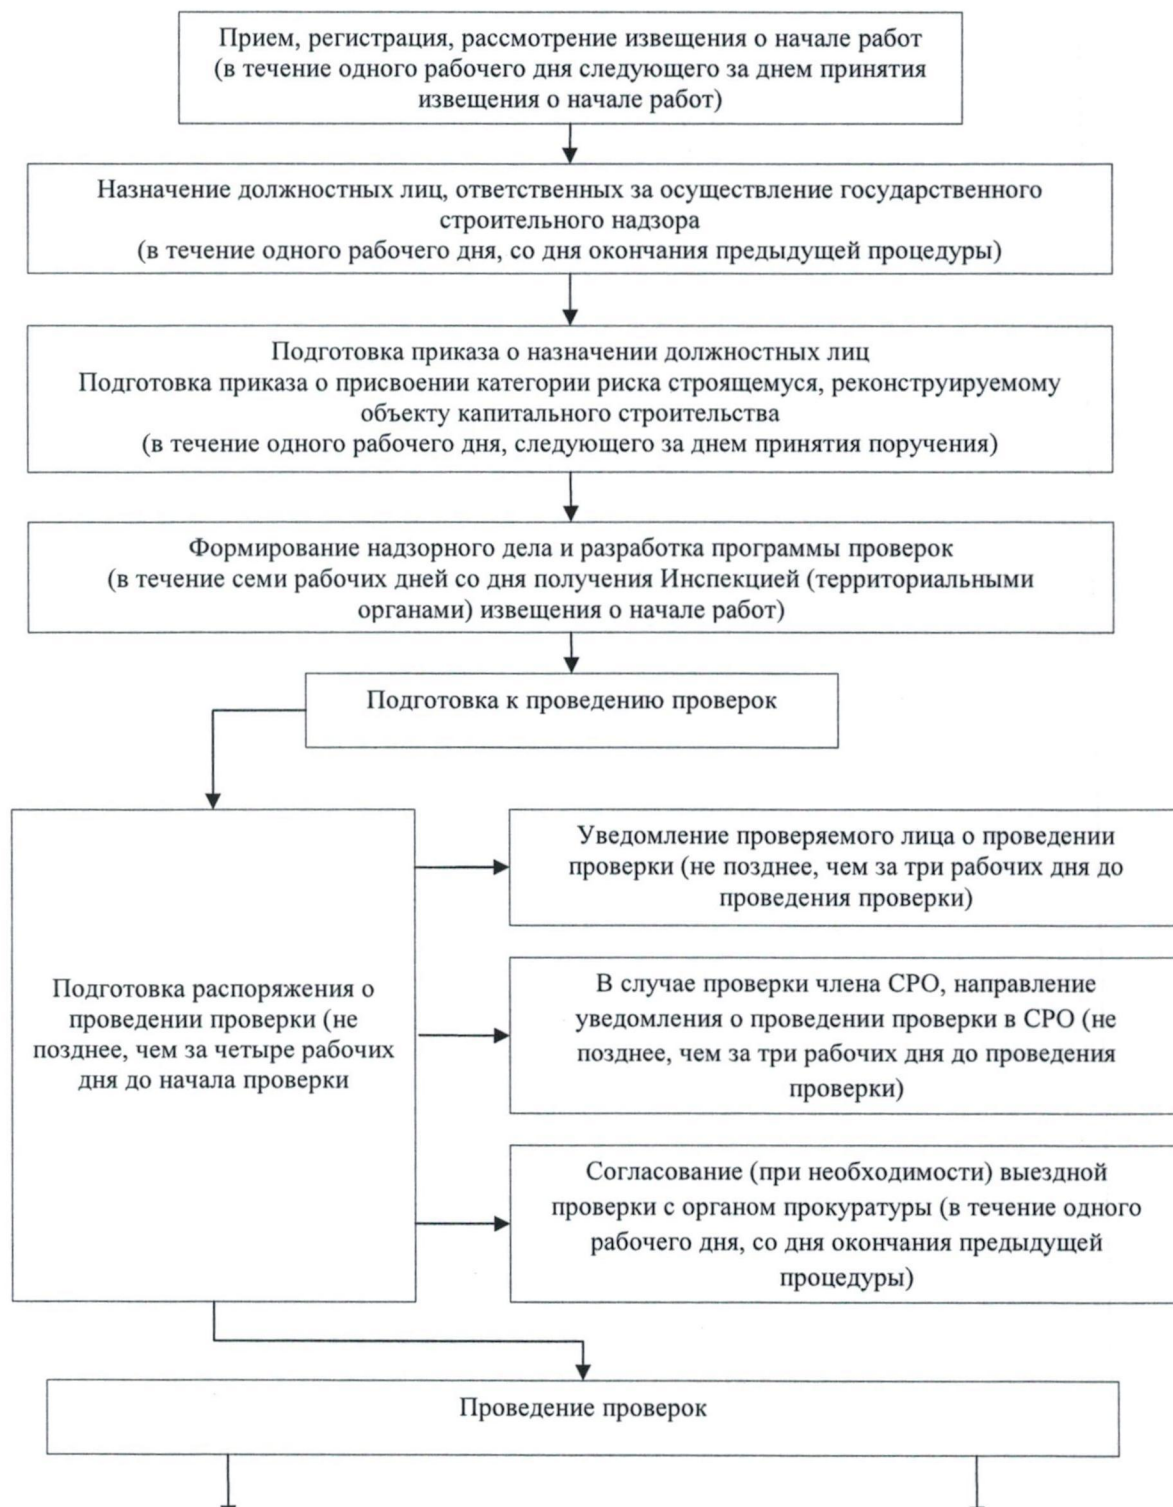 Прием, регистрация, рассмотрение извещения о начале работ
(в течение одного рабочего дня следующего за днем принятия
извещения о начале работ)
Назначение должностных лиц, ответственных за осуществление государственного
строительного надзора
(в течение одного рабочего дня, со дня окончания предыдущей процедуры)
Подготовка приказа о назначении должностных лиц
Подготовка приказа о присвоении категории риска строящемуся, реконструируемому
объекту капитального строительства
(в течение одного рабочего дня, следующего за днем принятия поручения)
Формирование надзорного дела и разработка программы проверок
(в течение семи рабочих дней со дня получения Инспекцией (территориальными
органами) извещения о начале работ)
Подготовка к проведению проверок
Подготовка распоряжения о
проведении проверки (не
позднее, чем за четыре рабочих
дня до начала проверки
Уведомление проверяемого лица о проведении
проверки (не позднее, чем за три рабочих дня до
проведения проверки)
В случае проверки члена СРО, направление
уведомления о проведении проверки в СРО (не
позднее, чем за три рабочих дня до проведения
проверки)
Согласование (при необходимости) выездной
проверки с органом прокуратуры (в течение одного
рабочего дня, со дня окончания предыдущей
процедуры)
Проведение проверок